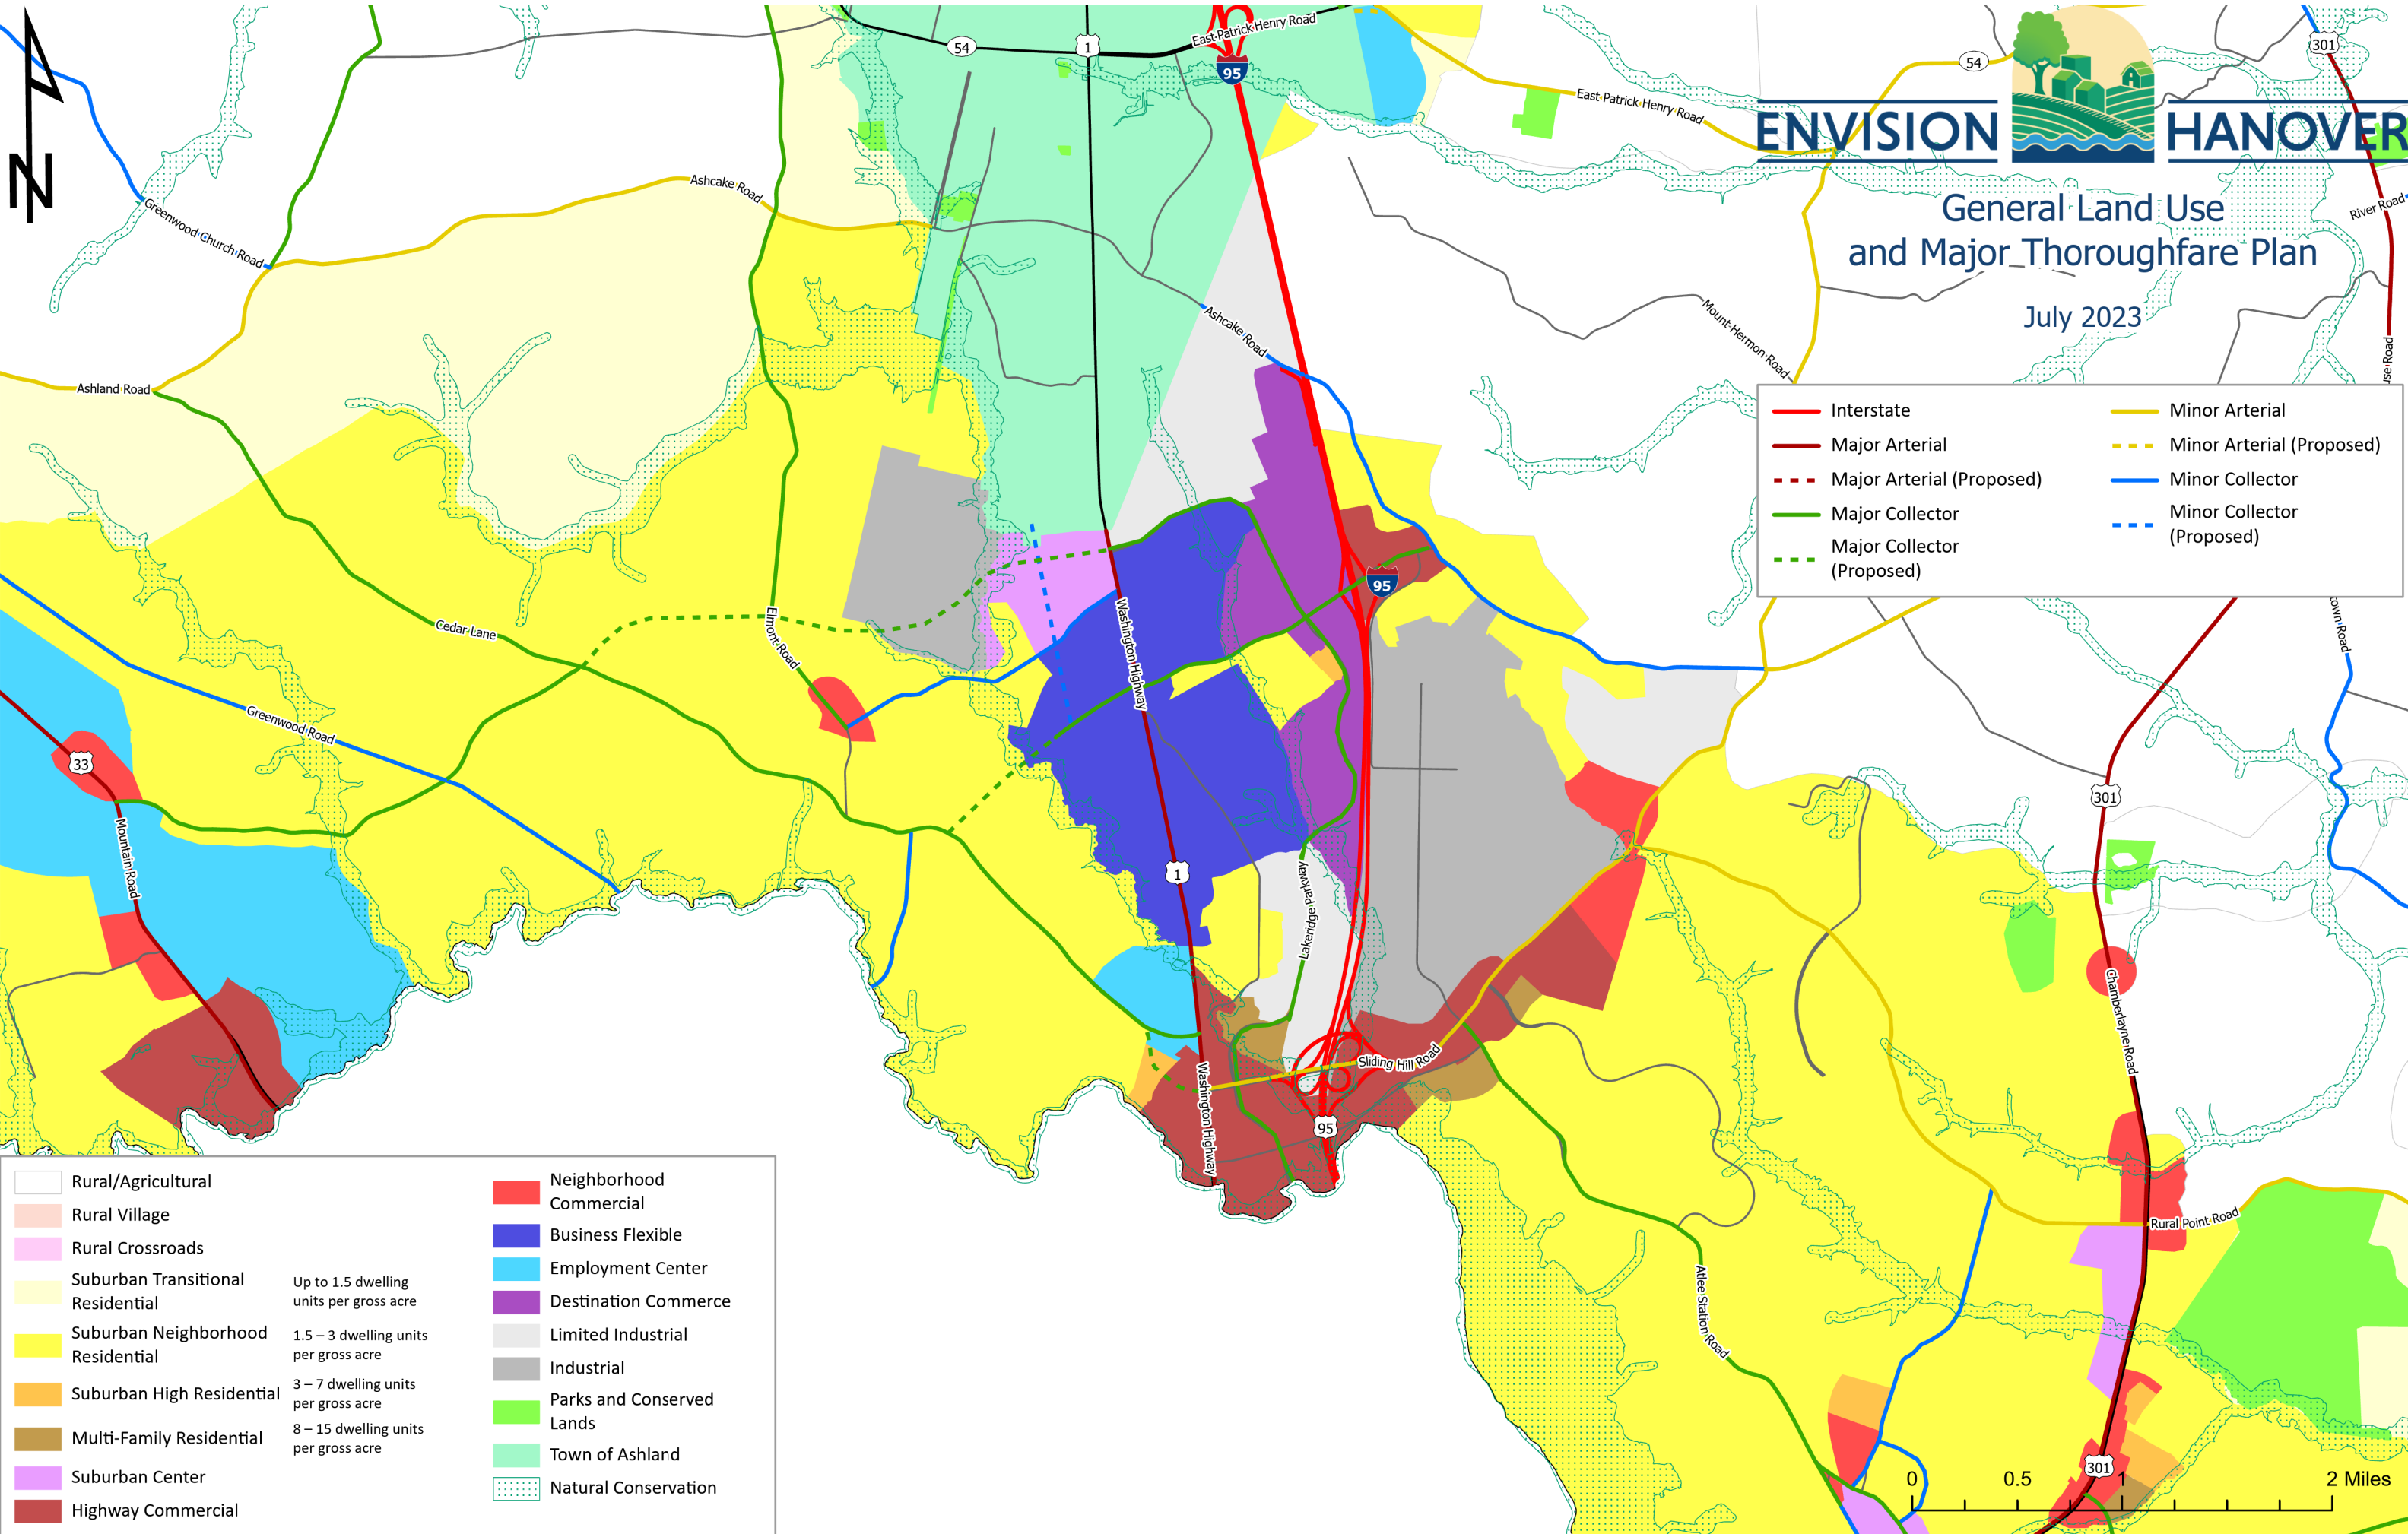 N
54
1
East Patrick Henry Road
95
54
301
East Patrick Henry Road
ENVISION HANOVER
General Land Use
and Major Thoroughfare Plan
July 2023
River Road
Ashcake Road
Greenwood Church Road
Ashcake Road
Mount Hermon Road
Ashland Road
Interstate
Major Arterial
Major Arterial (Proposed)
Major Collector
Major Collector
(Proposed)
Minor Arterial
Minor Arterial (Proposed)
Minor Collector
Minor Collector
(Proposed)
95
Cedar Lane
Elmont Road
Washington Highway
Greenwood Road
33
Mountain Road
301
1
Lakeridge Parkway
Chamberlayne Road
Sliding Hill Road
Washington Highway
95
Rural Point Road
Atlee Station Road
301
Rural/Agricultural
Rural Village
Rural Crossroads
Suburban Transitional
Residential
Up to 1.5 dwelling
units per gross acre
Suburban Neighborhood
Residential
1.5 – 3 dwelling units
per gross acre
Suburban High Residential
3 – 7 dwelling units
per gross acre
Multi-Family Residential
8 – 15 dwelling units
per gross acre
Suburban Center
Highway Commercial
Neighborhood
Commercial
Business Flexible
Employment Center
Destination Commerce
Limited Industrial
Industrial
Parks and Conserved
Lands
Town of Ashland
Natural Conservation
0 0.5 1 2 Miles